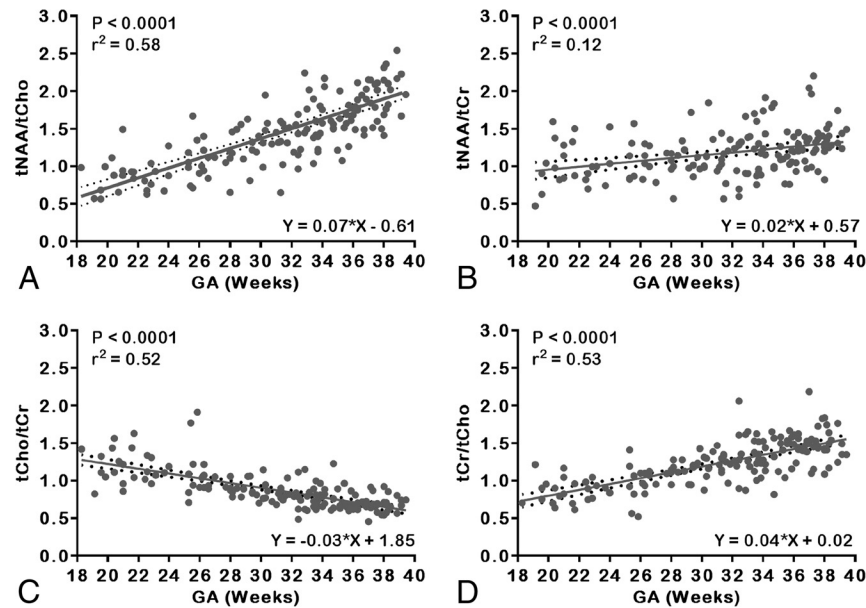 P < 0.0001
r² = 0.58
tNAA/tCho
3.0
2.5
2.0
1.5
1.0
0.5
0.0
Y = 0.07*X - 0.61
18 20 22 24 26 28 30 32 34 36 38 40
GA (Weeks)
A
P < 0.0001
r² = 0.12
tNAA/tCr
3.0
2.5
2.0
1.5
1.0
0.5
0.0
Y = 0.02*X + 0.57
18 20 22 24 26 28 30 32 34 36 38 40
GA (Weeks)
B
P < 0.0001
r² = 0.52
tCho/tCr
3.0
2.5
2.0
1.5
1.0
0.5
0.0
Y = -0.03*X + 1.85
18 20 22 24 26 28 30 32 34 36 38 40
GA (Weeks)
C
P < 0.0001
r² = 0.53
tCr/tCho
3.0
2.5
2.0
1.5
1.0
0.5
0.0
Y = 0.04*X + 0.02
18 20 22 24 26 28 30 32 34 36 38 40
GA (Weeks)
D